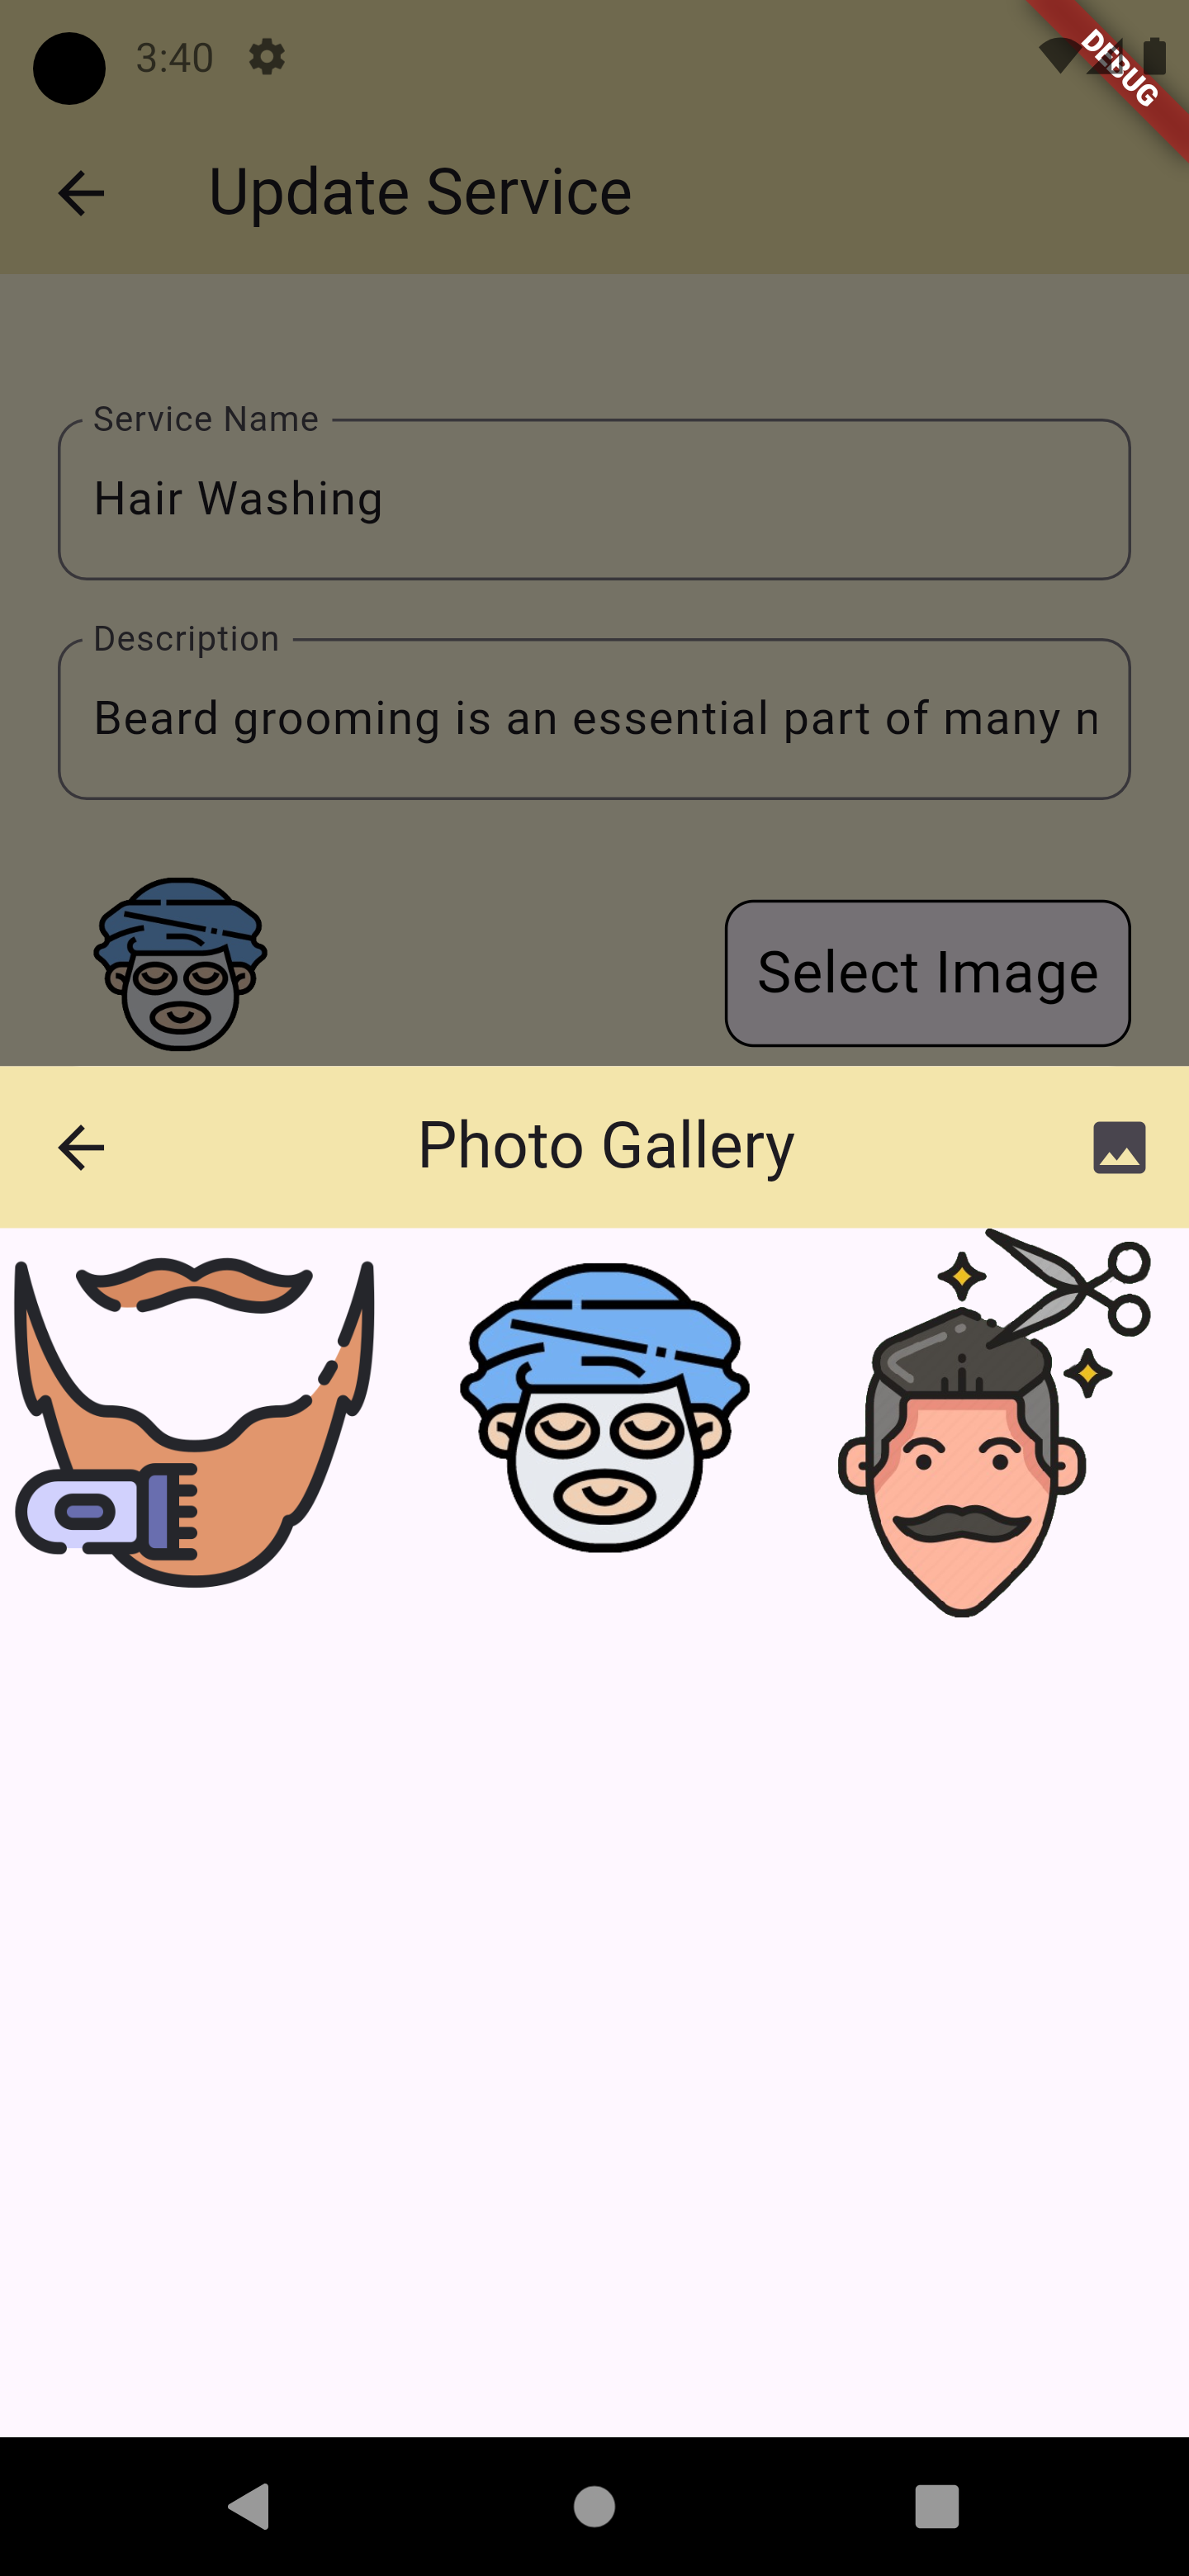 3:40
DEBUG
Update Service
Service Name
Hair Washing
Description
Beard grooming is an essential part of many n
Select Image
Photo Gallery